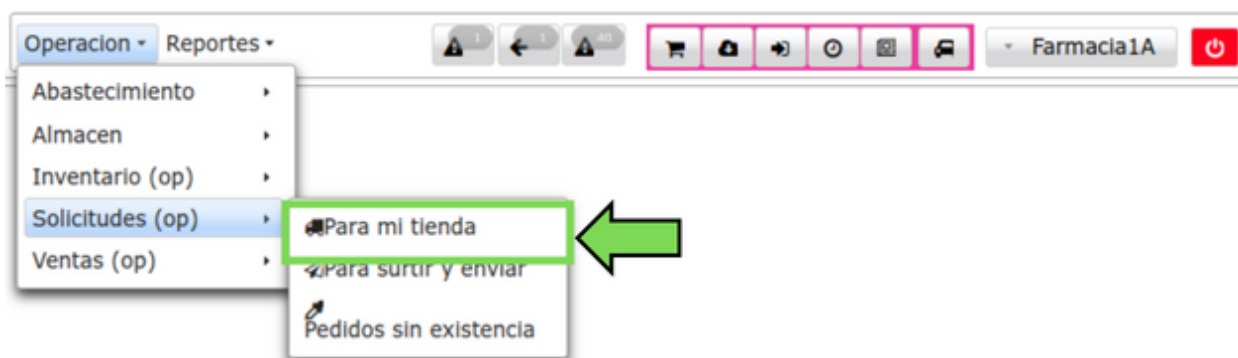 Operacion Reportes 1 1 40 Farmacia1A
Abastecimiento
Almacen
Inventario (op)
Solicitudes (op)
Para mi tienda
Ventas (op)
Para surtir y enviar
Pedidos sin existencia